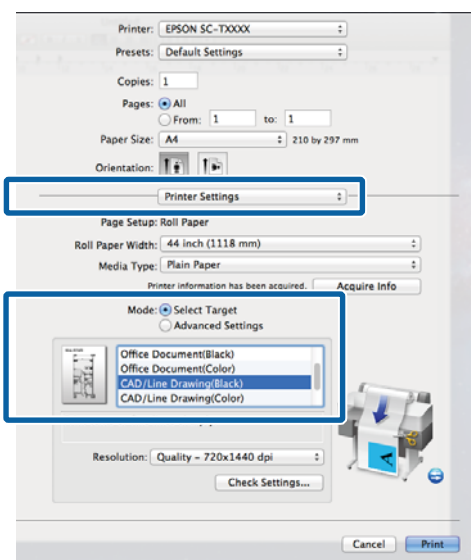 Printer: EPSON SC-TXXXX
Presets: Default Settings
Copies: 1
Pages: All
From: 1 to: 1
Paper Size: A4 210 by 297 mm
Orientation:
Printer Settings
Page Setup: Roll Paper
Roll Paper Width: 44 inch (1118 mm)
Media Type: Plain Paper
Printer information has been acquired. Acquire Info
Mode: Select Target
Advanced Settings
Office Document(Black)
Office Document(Color)
CAD/Line Drawing(Black)
CAD/Line Drawing(Color)
Resolution: Quality - 720x1440 dpi
Check Settings...
Cancel Print